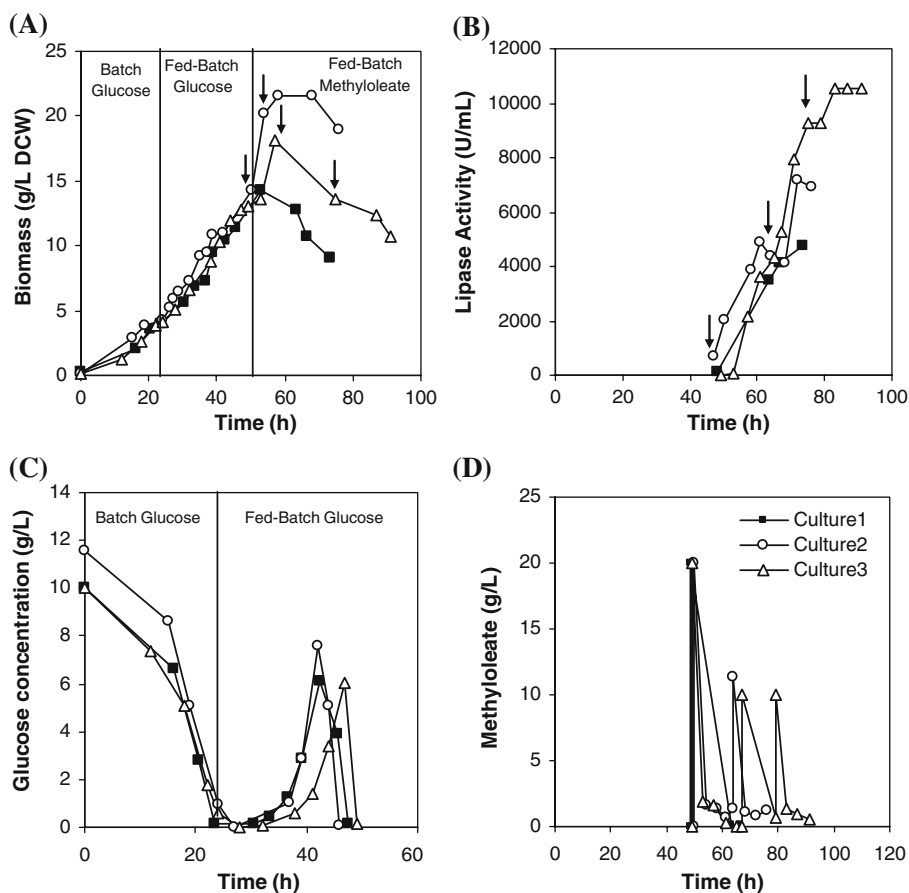 (A)
Biomass (g/L DCW)
25
20
15
10
5
0
Batch
Glucose
Fed-Batch
Glucose
Fed-Batch
Methyloleate
0 20 40 60 80 100
Time (h)
(B)
Lipase Activity (U/mL)
12000
10000
8000
6000
4000
2000
0
0 20 40 60 80 100
Time (h)
(C)
Glucose concentration (g/L)
14
12
10
8
6
4
2
0
Batch Glucose
Fed-Batch Glucose
0 20 40 60
Time (h)
(D)
Methyloleate (g/L)
25
20
15
10
5
0
Culture1
Culture2
Culture3
0 20 40 60 80 100 120
Time (h)